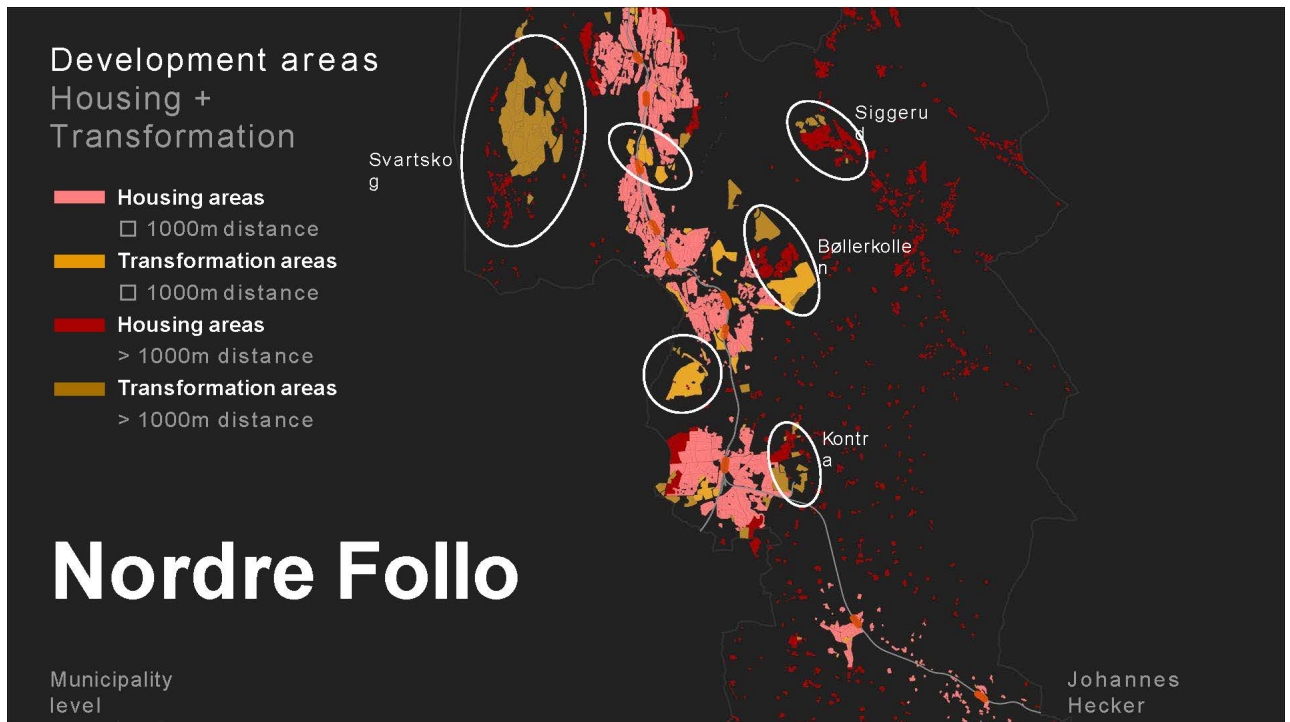 Development areas
Housing +
Transformation
Housing areas
□ 1000m distance
Transformation areas
□ 1000m distance
Housing areas
> 1000m distance
Transformation areas
> 1000m distance
Svartsko
g
Siggeru
d
Bøllerkolle
n
Kontr
a
Nordre Follo
Municipality
level
Johannes
Hecker